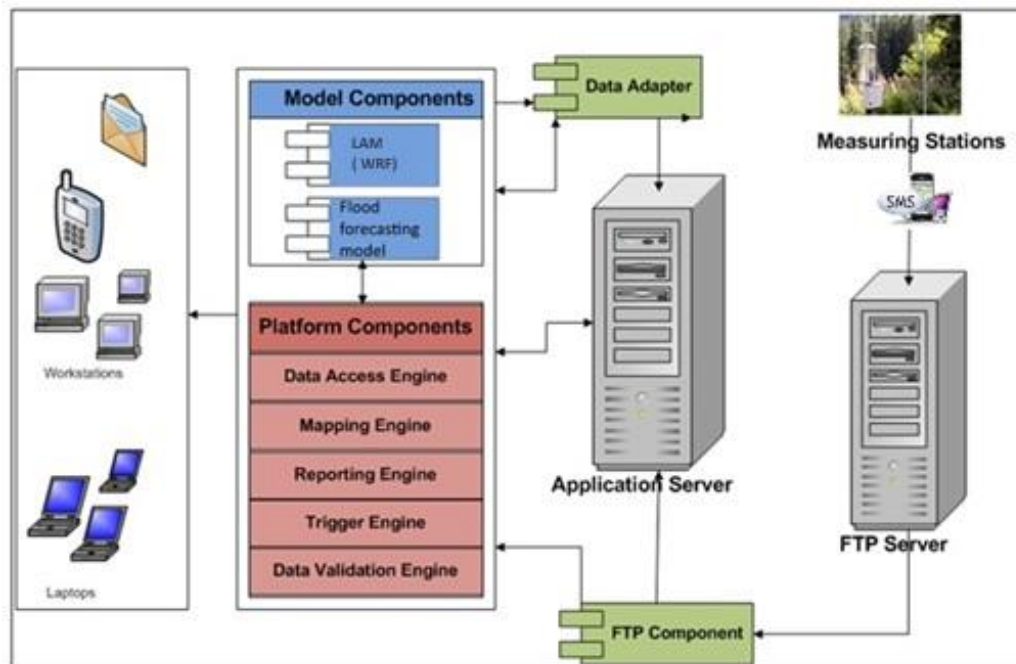 Model Components
LAM
( WRF)
Flood
forecasting
model
Platform Components
Data Access Engine
Mapping Engine
Reporting Engine
Trigger Engine
Data Validation Engine
Workstations
Laptops
Data Adapter
Application Server
FTP Component
Measuring Stations
SMS
FTP Server